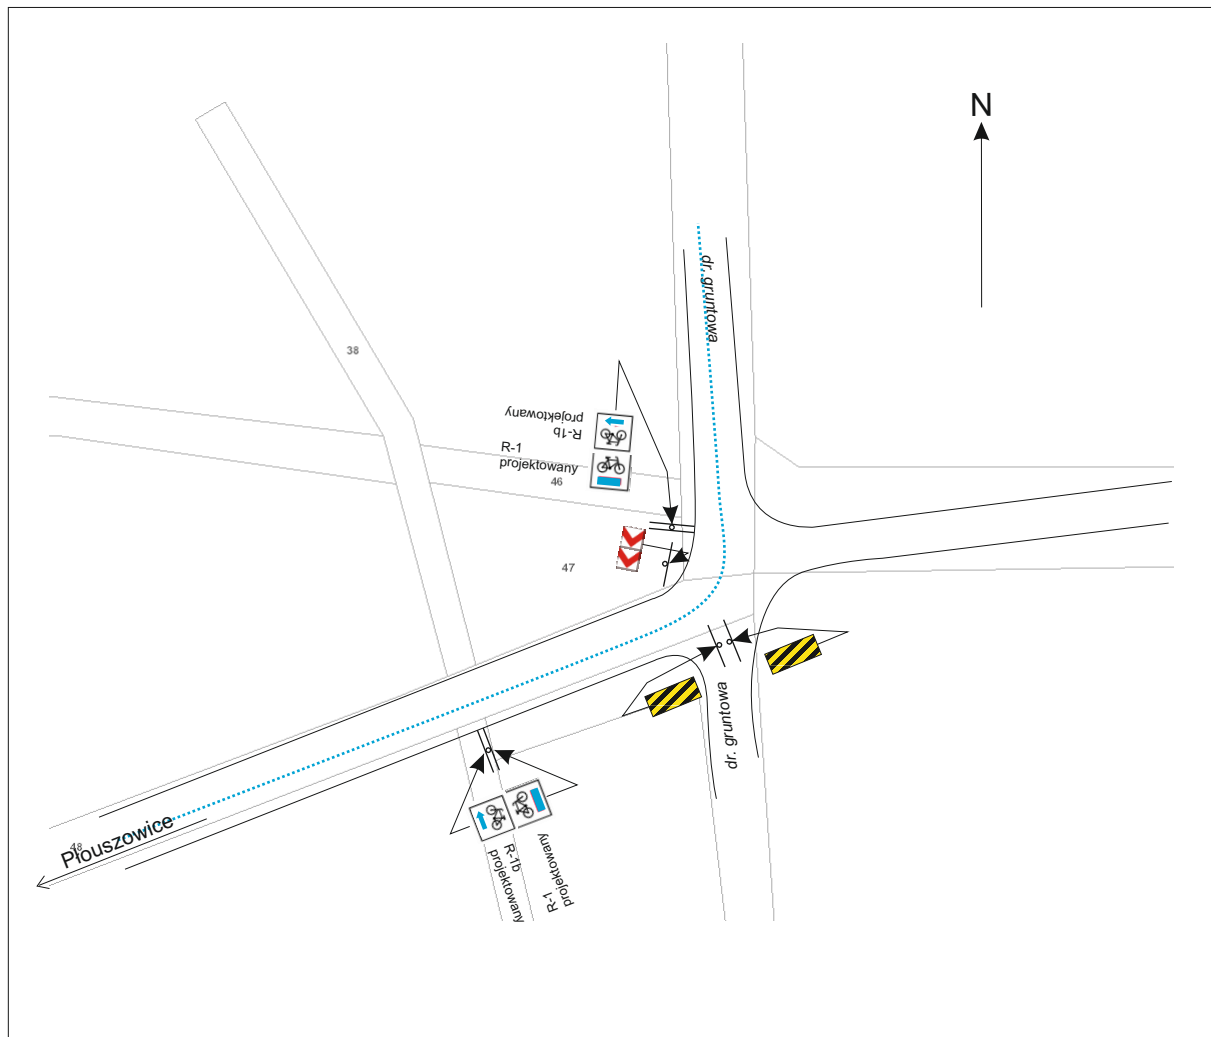 N
dr. gruntowa
38
R-1b
projektowany
R-1
projektowany
46
47
dr. gruntowa
Płouszowice
48
R-1b
projektowany
R-1
projektowany